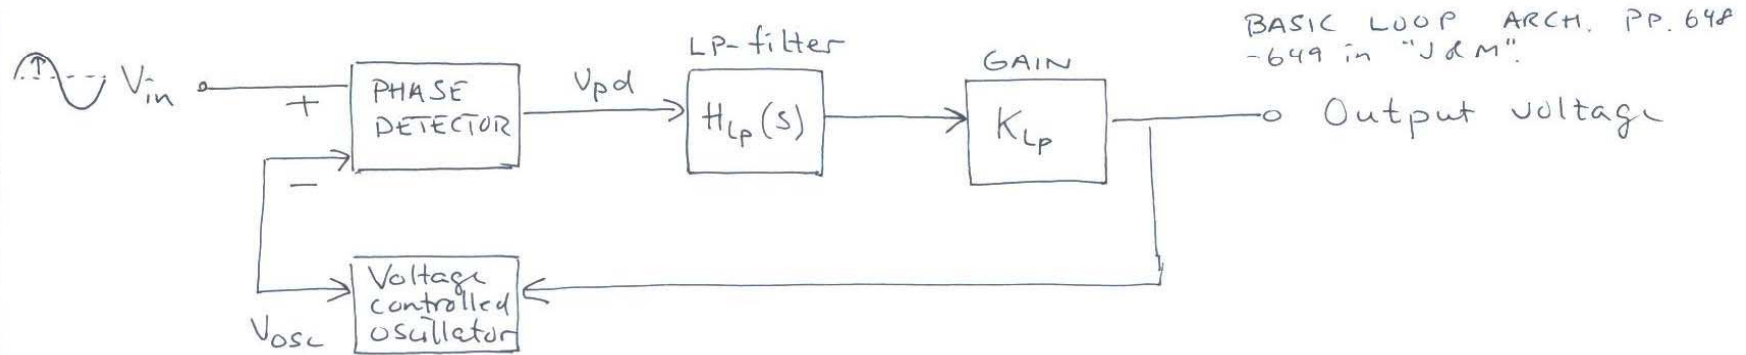 BASIC LOOP ARCH. PP. 648
-649 in "J & M".
LP-filter
GAIN
Vin
+
PHASE
DETECTOR
Vpd
HLp(s)
KLp
Output voltage
-
Voltage
controlled
oscillator
Vosc